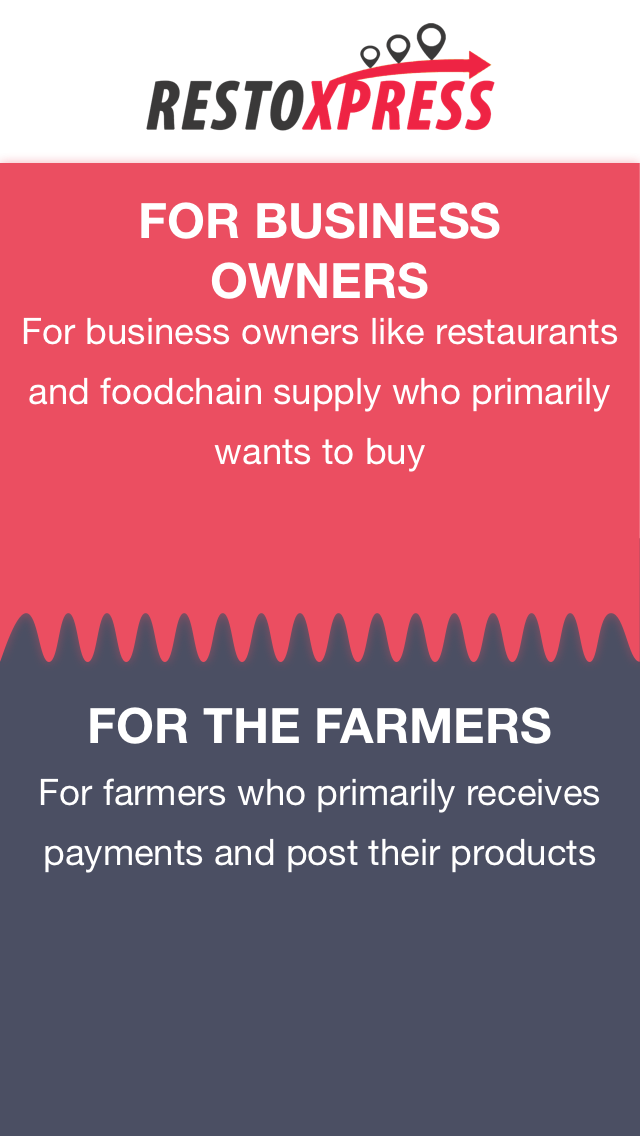 RESTOXPRESS
FOR BUSINESS
OWNERS
For business owners like restaurants
and foodchain supply who primarily
wants to buy
FOR THE FARMERS
For farmers who primarily receives
payments and post their products